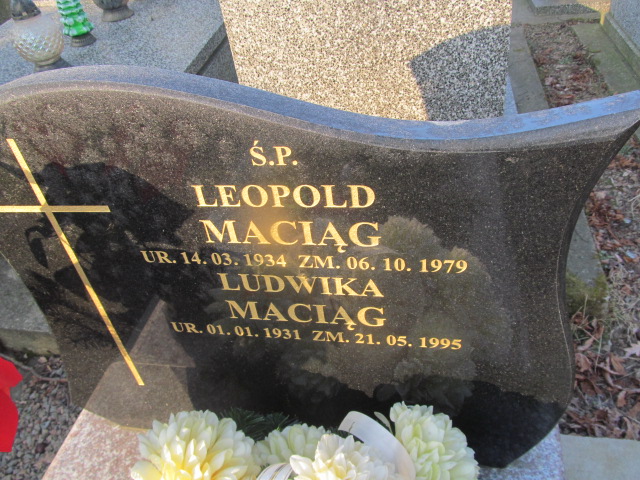 Ś.P.
LEOPOLD
MACIĄG
UR. 14. 03. 1934 ZM. 06. 10. 1979
LUDWIKA
MACIĄG
UR. 01. 01. 1931 ZM. 21. 05. 1995